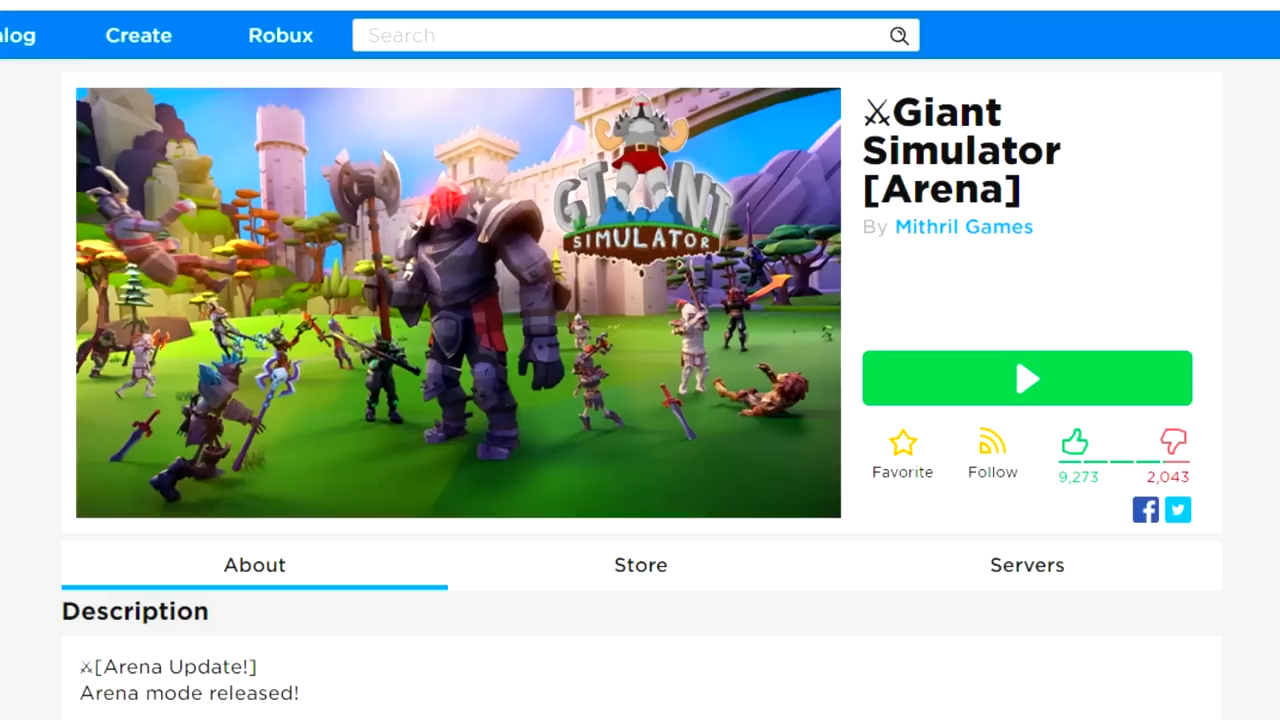 Create Robux Search
GIANT
SIMULATOR
⚔Giant
Simulator
[Arena]
By Mithril Games
Favorite Follow 9,273 2,043
About Store Servers
Description
⚔[Arena Update!]
Arena mode released!